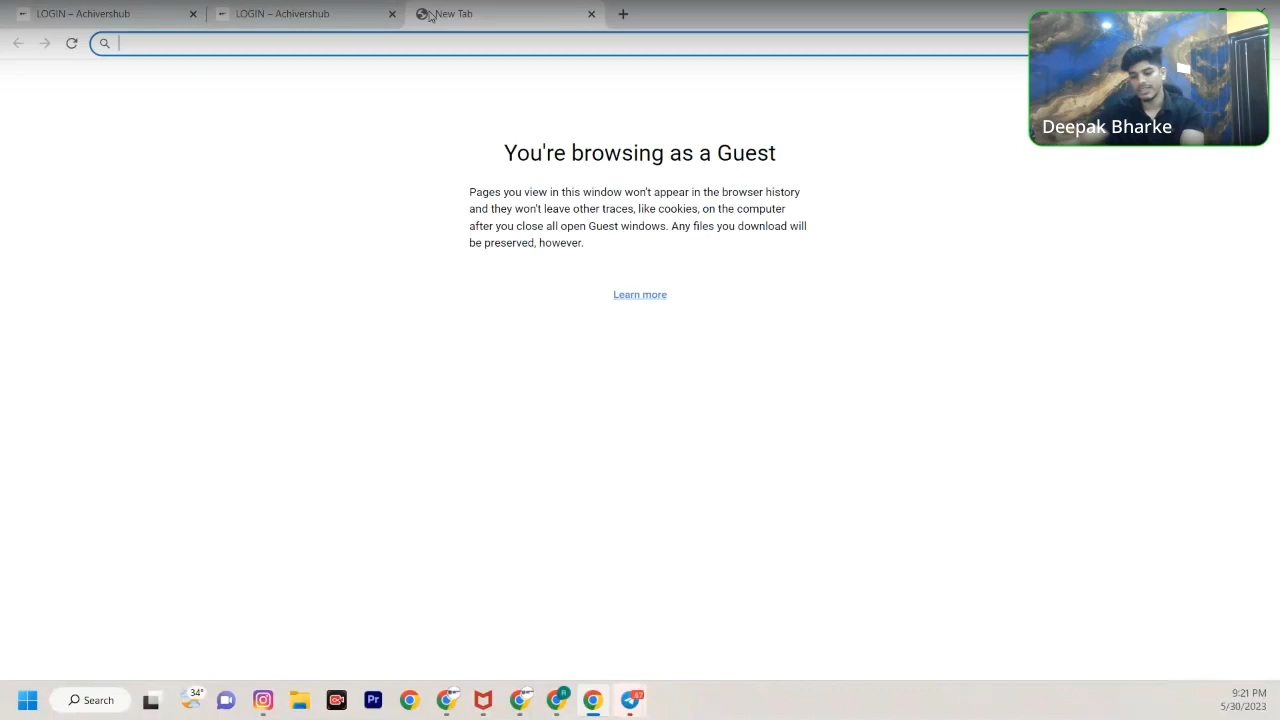 LOGIN – Achivershub
LOGIN – Achivershub
New Tab
Deepak Bharke
You're browsing as a Guest
Pages you view in this window won't appear in the browser history
and they won't leave other traces, like cookies, on the computer
after you close all open Guest windows. Any files you download will
be preserved, however.
Learn more
34°
Search
Pr
R
67
9:21 PM
5/30/2023